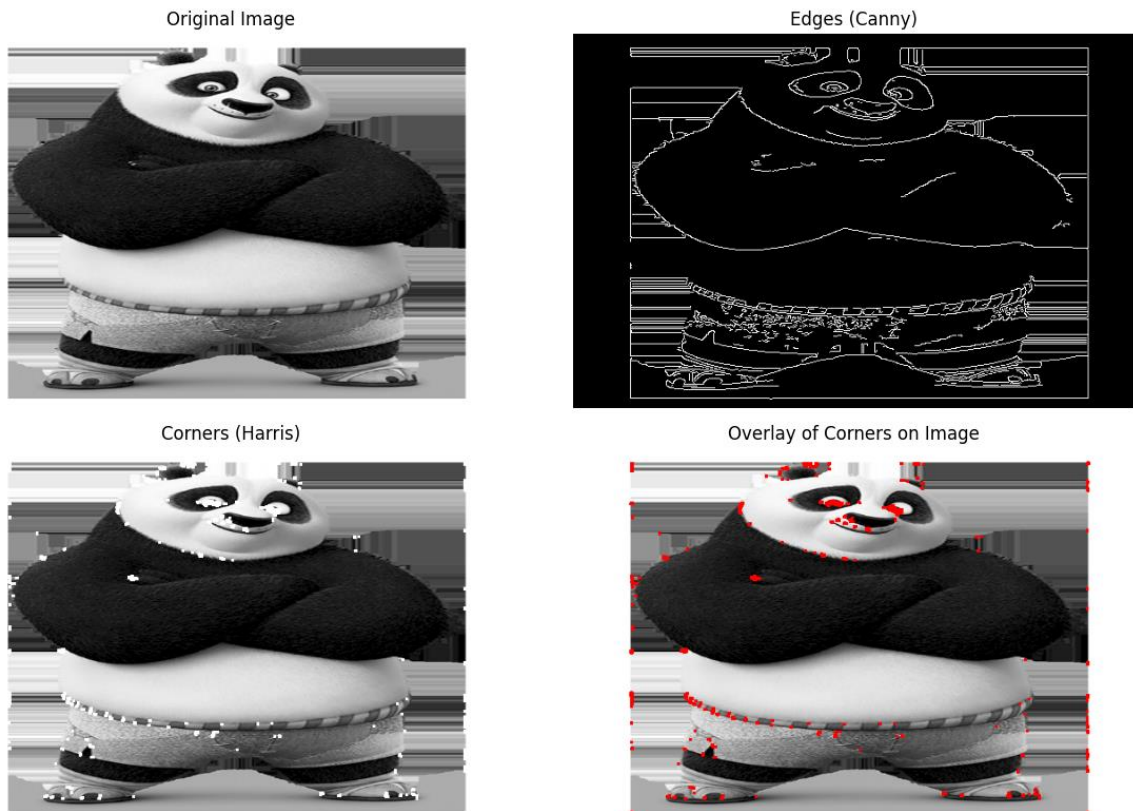 Original Image
Edges (Canny)
Corners (Harris)
Overlay of Corners on Image